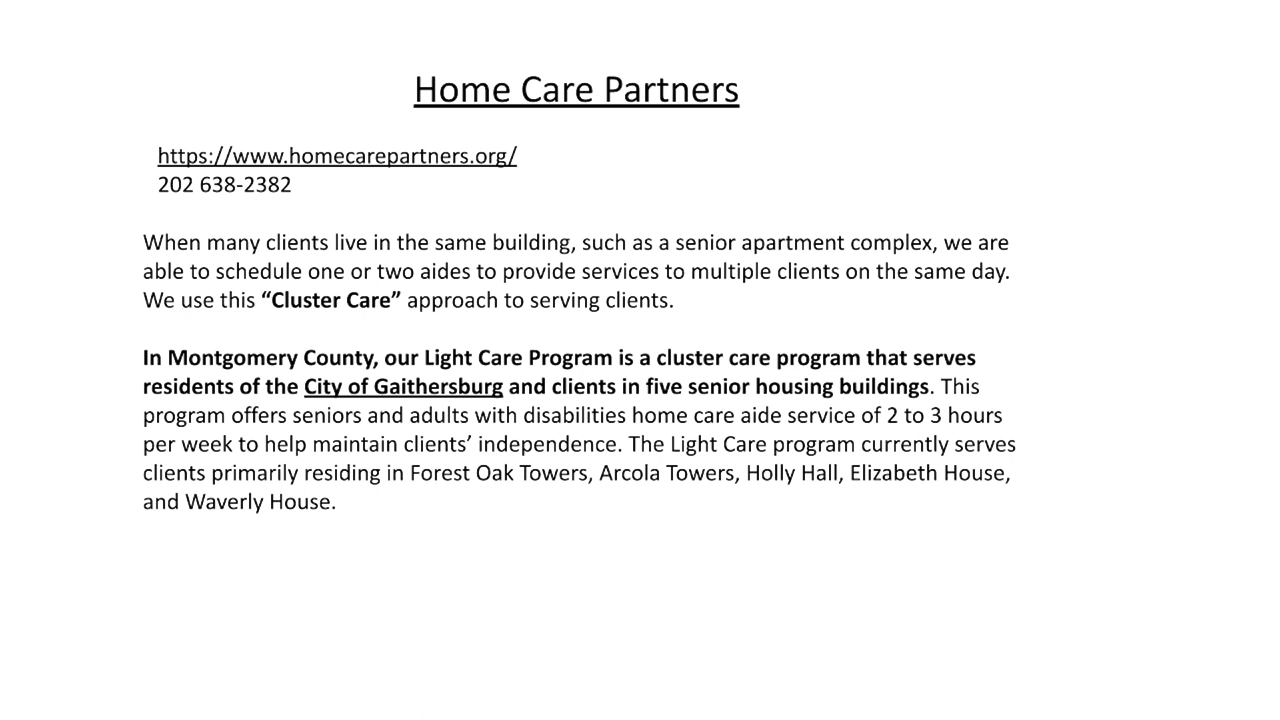 Home Care Partners
https://www.homecarepartners.org/
202 638-2382
When many clients live in the same building, such as a senior apartment complex, we are
able to schedule one or two aides to provide services to multiple clients on the same day.
We use this “Cluster Care” approach to serving clients.
In Montgomery County, our Light Care Program is a cluster care program that serves
residents of the City of Gaithersburg and clients in five senior housing buildings. This
program offers seniors and adults with disabilities home care aide service of 2 to 3 hours
per week to help maintain clients’ independence. The Light Care program currently serves
clients primarily residing in Forest Oak Towers, Arcola Towers, Holly Hall, Elizabeth House,
and Waverly House.